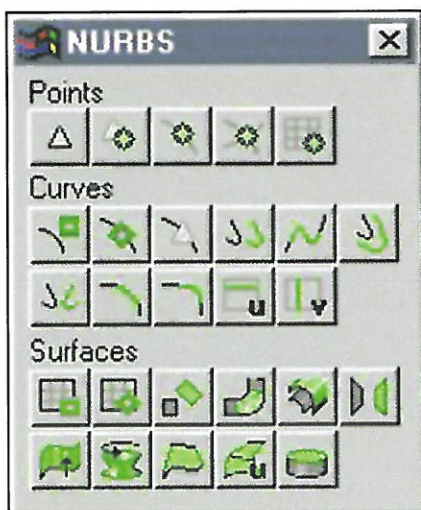 NURBS
Points
Curves
u
v
Surfaces
u